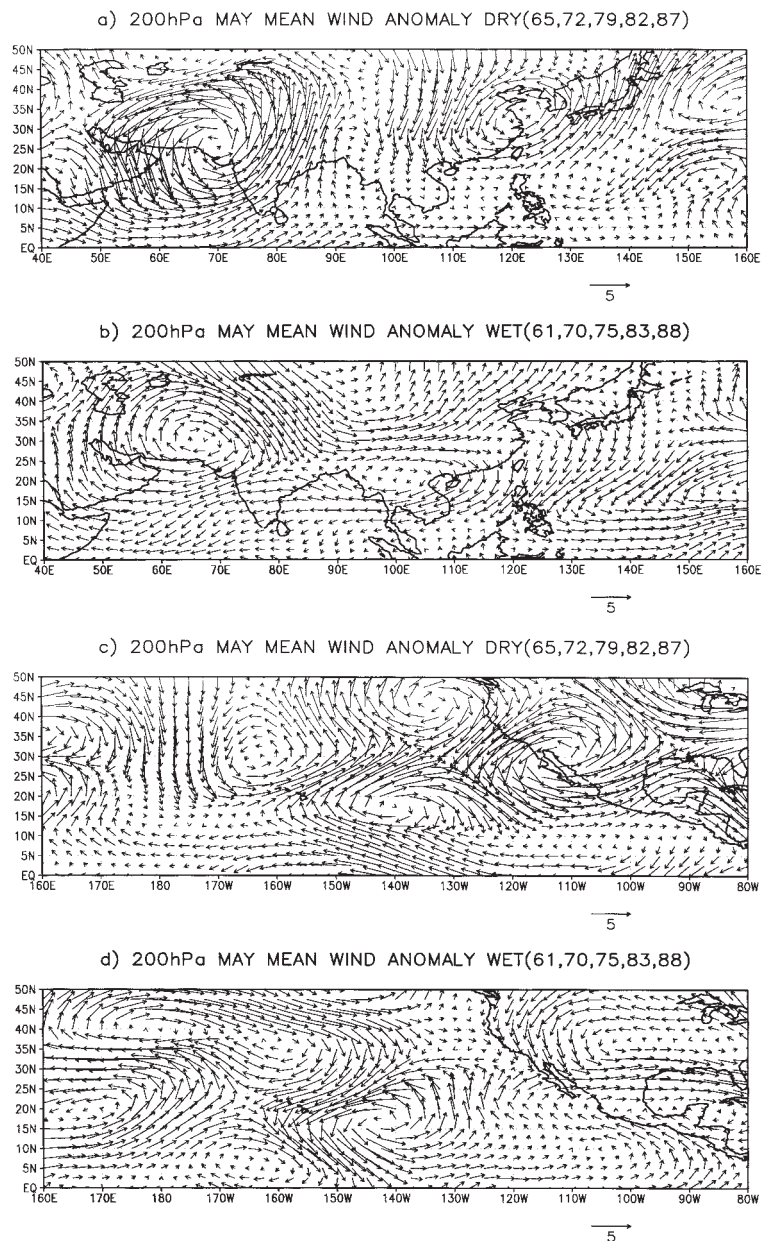 a) 200hPa MAY MEAN WIND ANOMALY DRY(65,72,79,82,87)
50N
45N
40N
35N
30N
25N
20N
15N
10N
5N
EQ
40E 50E 60E 70E 80E 90E 100E 110E 120E 130E 140E 150E 160E
5
b) 200hPa MAY MEAN WIND ANOMALY WET(61,70,75,83,88)
50N
45N
40N
35N
30N
25N
20N
15N
10N
5N
EQ
40E 50E 60E 70E 80E 90E 100E 110E 120E 130E 140E 150E 160E
5
c) 200hPa MAY MEAN WIND ANOMALY DRY(65,72,79,82,87)
50N
45N
40N
35N
30N
25N
20N
15N
10N
5N
EQ
160E 170E 180 170W 160W 150W 140W 130W 120W 110W 100W 90W 80W
5
d) 200hPa MAY MEAN WIND ANOMALY WET(61,70,75,83,88)
50N
45N
40N
35N
30N
25N
20N
15N
10N
5N
EQ
160E 170E 180 170W 160W 150W 140W 130W 120W 110W 100W 90W 80W
5